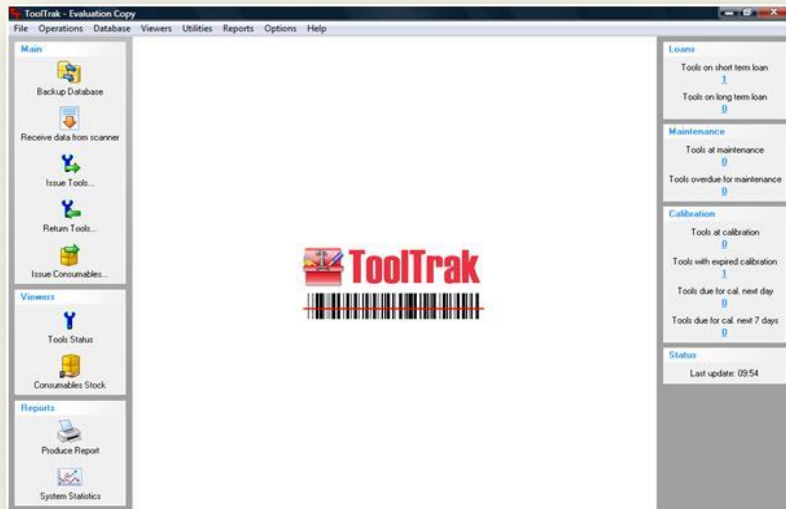 ToolTrak - Evaluation Copy
File Operations Database Viewers Utilities Reports Options Help
Main
Backup Database
Receive data from scanner
Issue Tools...
Return Tools...
Issue Consumables...
Viewers
Tools Status
Consumables Stock
Reports
Produce Report
System Statistics
ToolTrak
Loans
Tools on short term loan
1
Tools on long term loan
0
Maintenance
Tools at maintenance
0
Tools overdue for maintenance
0
Calibration
Tools at calibration
0
Tools with expired calibration
1
Tools due for cal. next day
0
Tools due for cal. next 7 days
0
Status
Last update: 09:54